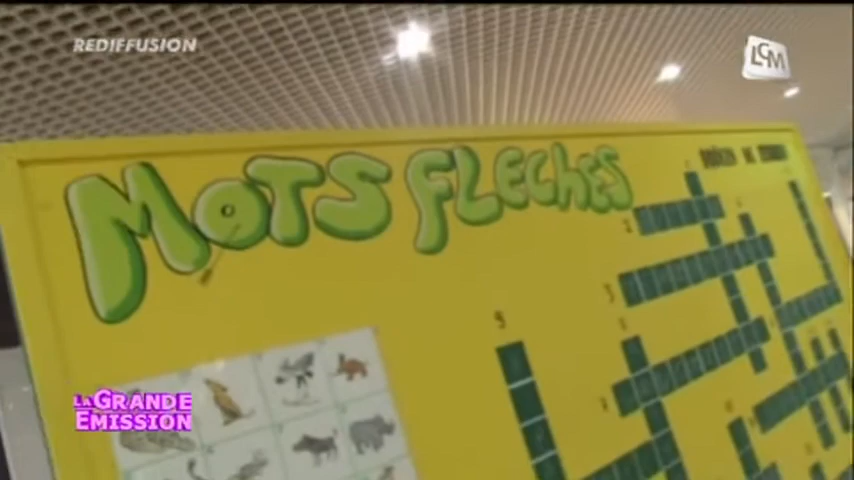 REDIFFUSION
LCM
MOTS FLECHES
LA GRANDE
EMISSION